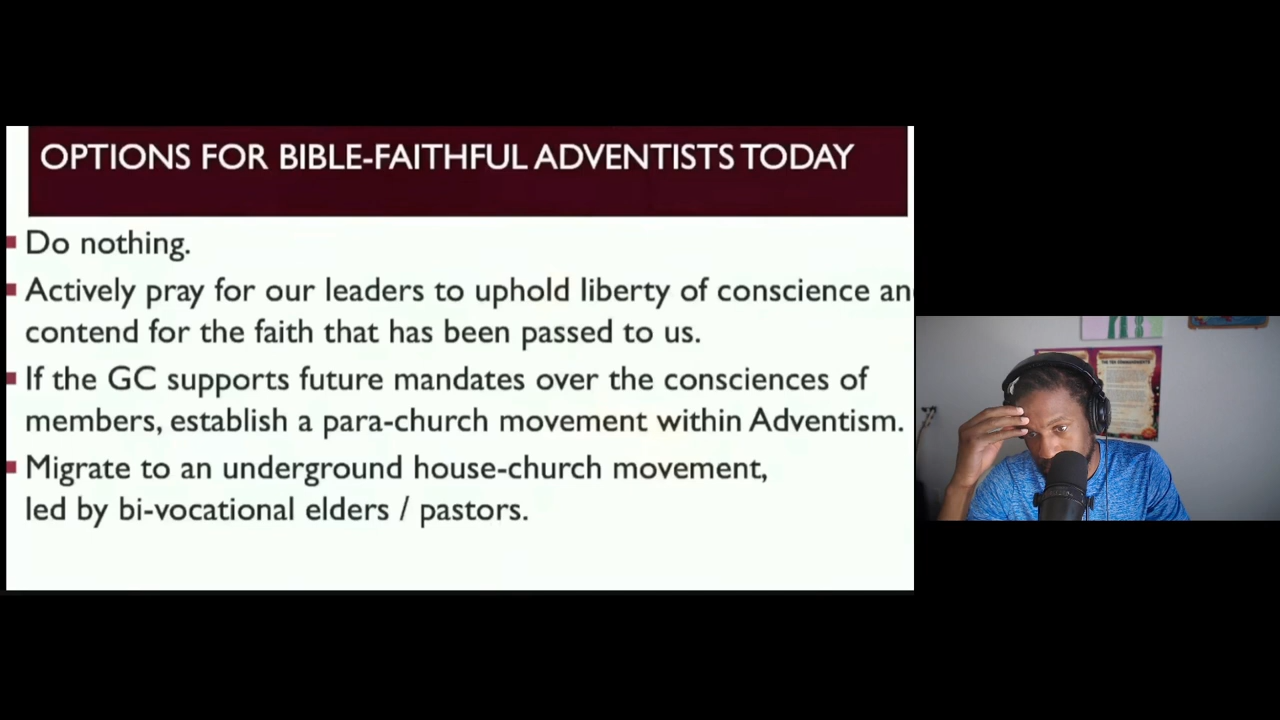 OPTIONS FOR BIBLE-FAITHFUL ADVENTISTS TODAY
Do nothing.
Actively pray for our leaders to uphold liberty of conscience an
contend for the faith that has been passed to us.
If the GC supports future mandates over the consciences of
members, establish a para-church movement within Adventism.
Migrate to an underground house-church movement,
led by bi-vocational elders / pastors.